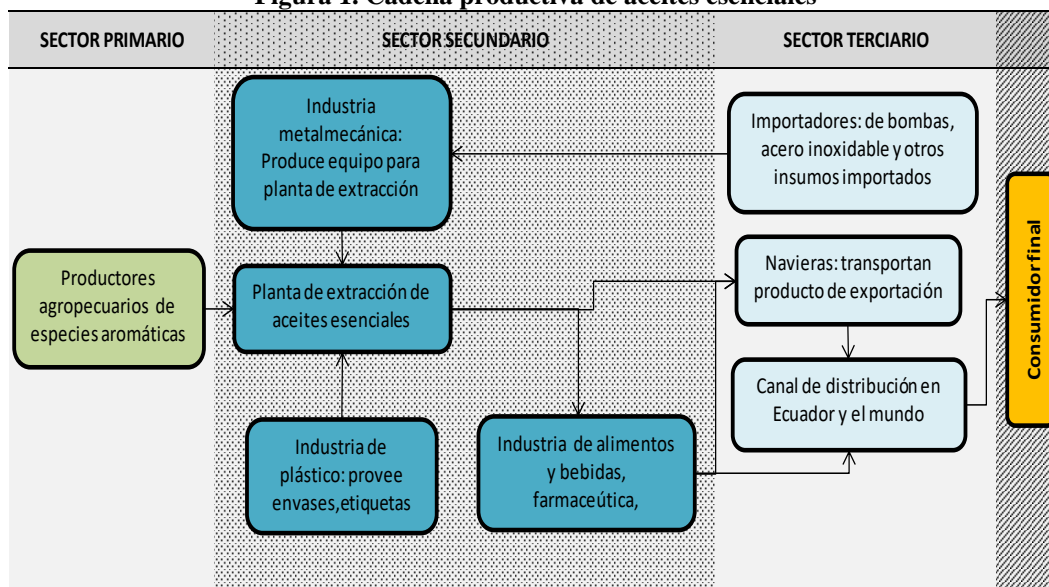 Figura 1. Cadena productiva de aceites esenciales
SECTOR PRIMARIO
SECTOR SECUNDARIO
SECTOR TERCIARIO
Industria
metalmecánica:
Produce equipo para
planta de extracción
Importadores: de bombas,
acero inoxidable y otros
insumos importados
Productores
agropecuarios de
especies aromáticas
Planta de extracción de
aceites esenciales
Navieras: transportan
producto de exportación
Canal de distribución en
Ecuador y el mundo
Industria de
plástico: provee
envases,etiquetas
Industria de alimentos
y bebidas,
farmaceútica,
Consumidor final